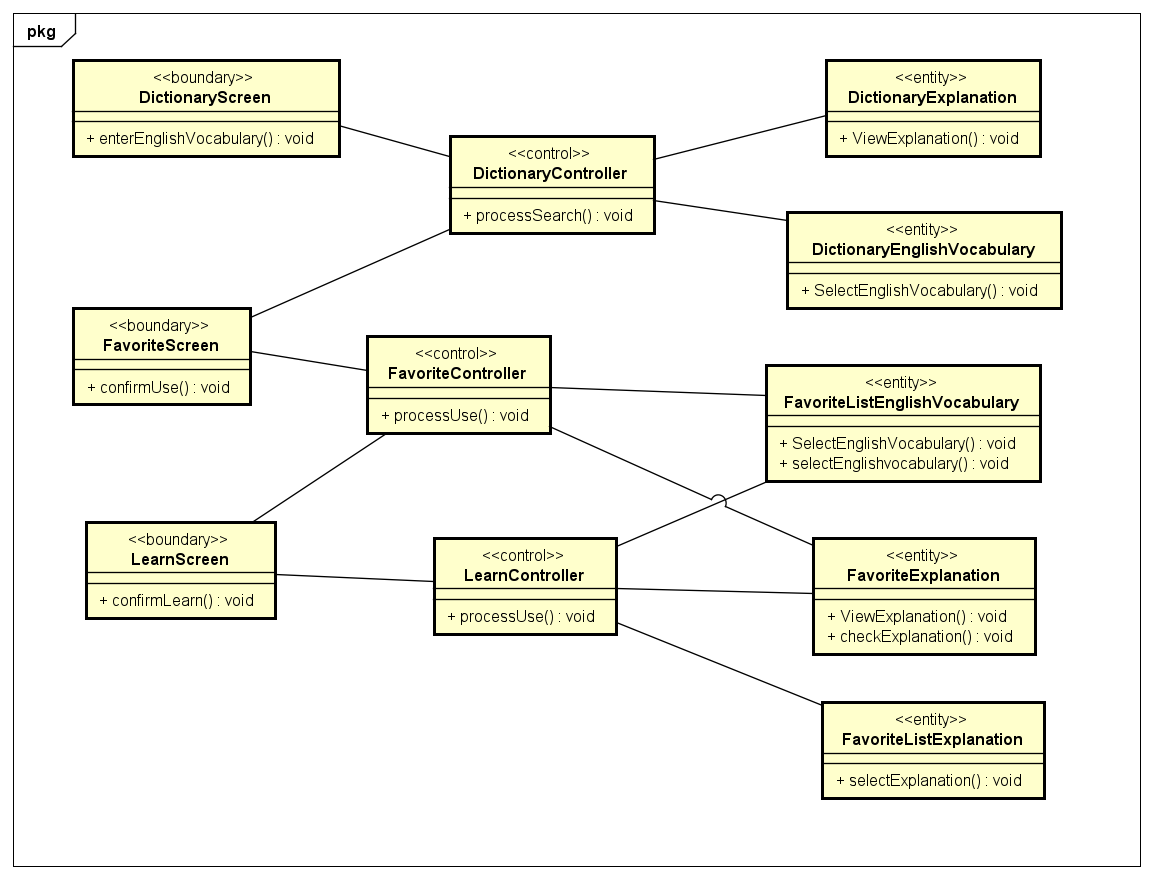 pkg
<<boundary>>
DictionaryScreen
+ enterEnglishVocabulary() : void
<<control>>
DictionaryController
+ processSearch() : void
<<entity>>
DictionaryExplanation
+ ViewExplanation() : void
<<entity>>
DictionaryEnglishVocabulary
+ SelectEnglishVocabulary() : void
<<boundary>>
FavoriteScreen
+ confirmUse() : void
<<control>>
FavoriteController
+ processUse() : void
<<entity>>
FavoriteListEnglishVocabulary
+ SelectEnglishVocabulary() : void
+ selectEnglishvocabulary() : void
<<boundary>>
LearnScreen
+ confirmLearn() : void
<<control>>
LearnController
+ processUse() : void
<<entity>>
FavoriteExplanation
+ ViewExplanation() : void
+ checkExplanation() : void
<<entity>>
FavoriteListExplanation
+ selectExplanation() : void